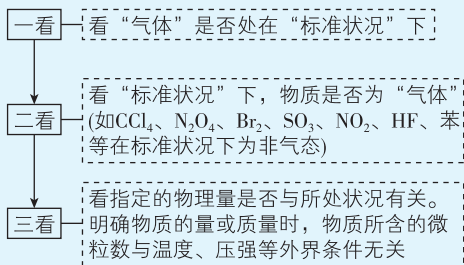 一看 看“气体”是否处在“标准状况”下
看“标准状况”下，物质是否为“气体”
二看 (如CCl₄、N₂O₄、Br₂、SO₃、NO₂、HF、苯
等在标准状况下为非气态)
看指定的物理量是否与所处状况有关。
三看 明确物质的量或质量时，物质所含的微
粒数与温度、压强等外界条件无关